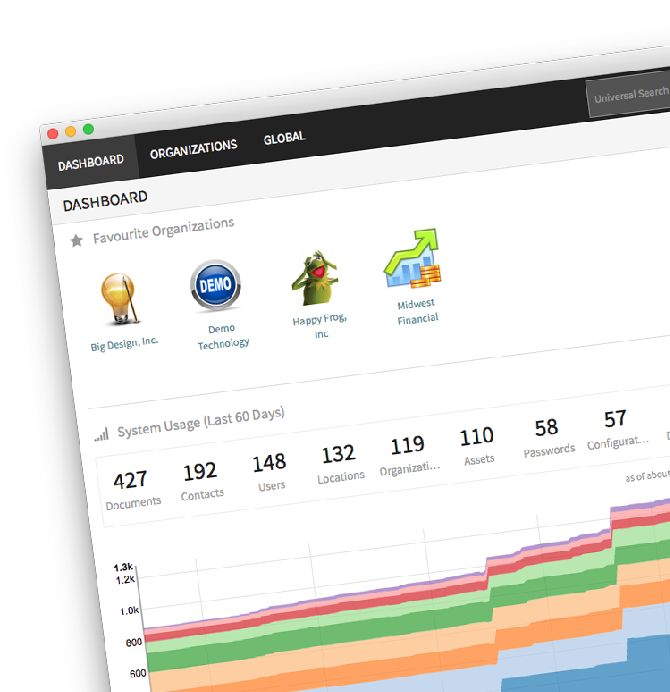 Universal Search
DASHBOARD
ORGANIZATIONS
GLOBAL
DASHBOARD
Favourite Organizations
DEMO
Big Design, Inc.
Demo
Technology
Happy Frog,
Inc
Midwest
Financial
System Usage (Last 60 Days)
427
192
148
132
119
110
58
57
Documents
Contacts
Users
Locations
Organizati...
Assets
Passwords
Configurat...
as of about
1.3k
1.2k
1.0k
800
600